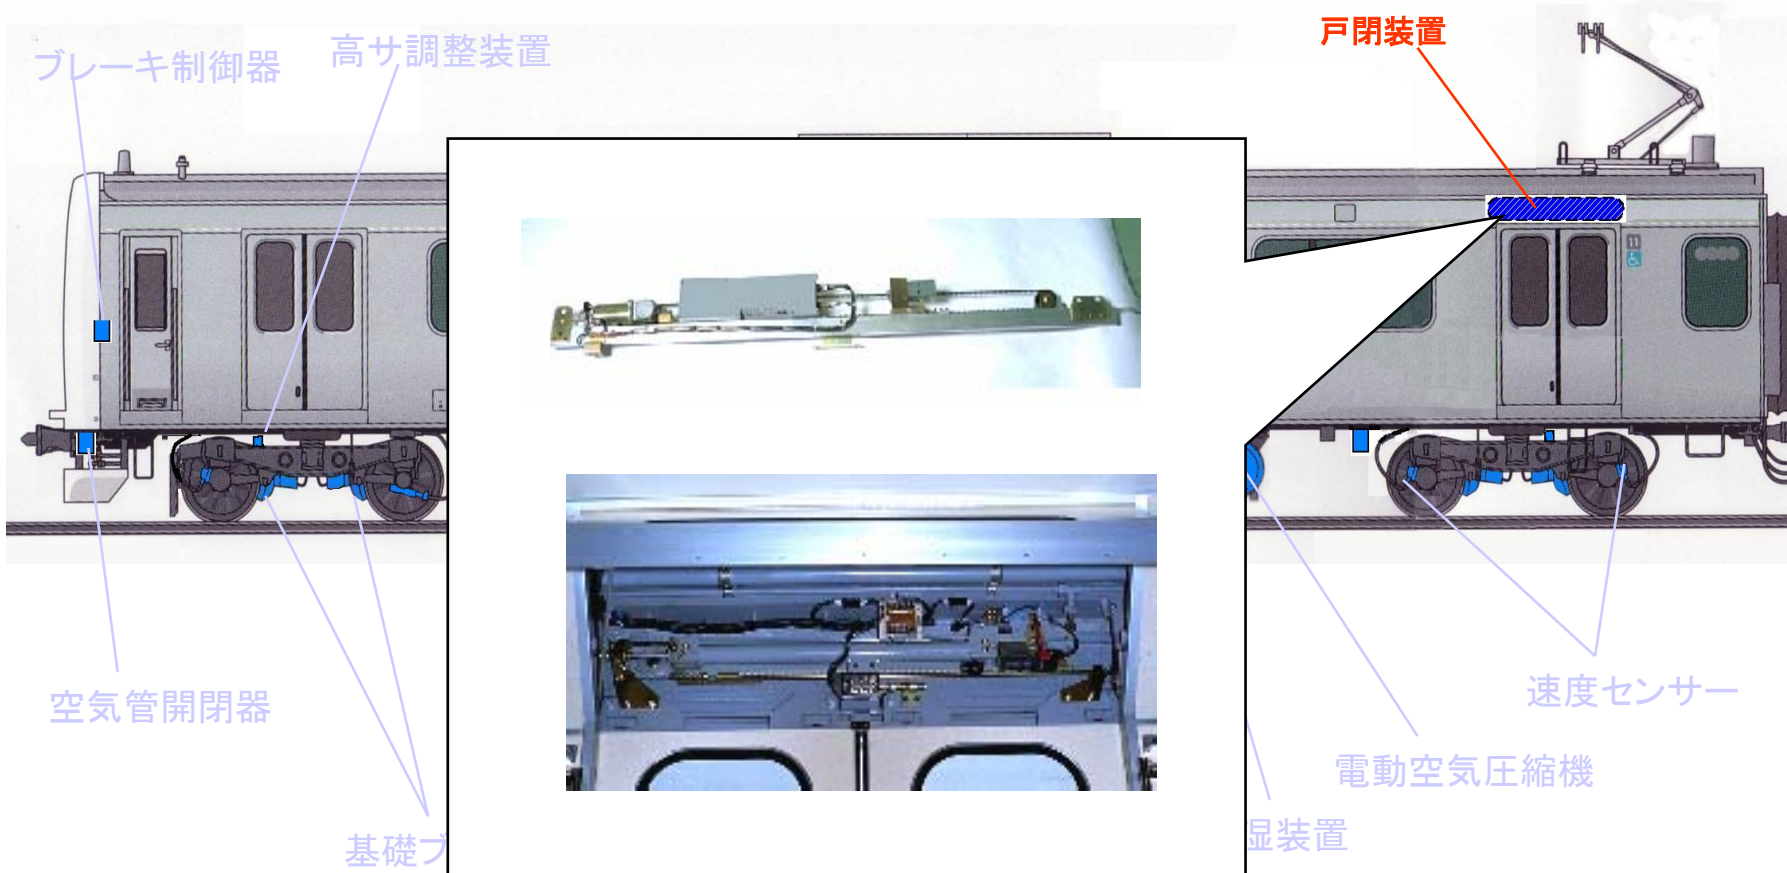 ブレーキ制御器
高サ調整装置
戸閉装置
11
空気管開閉器
速度センサー
電動空気圧縮機
基礎ブ
湿装置